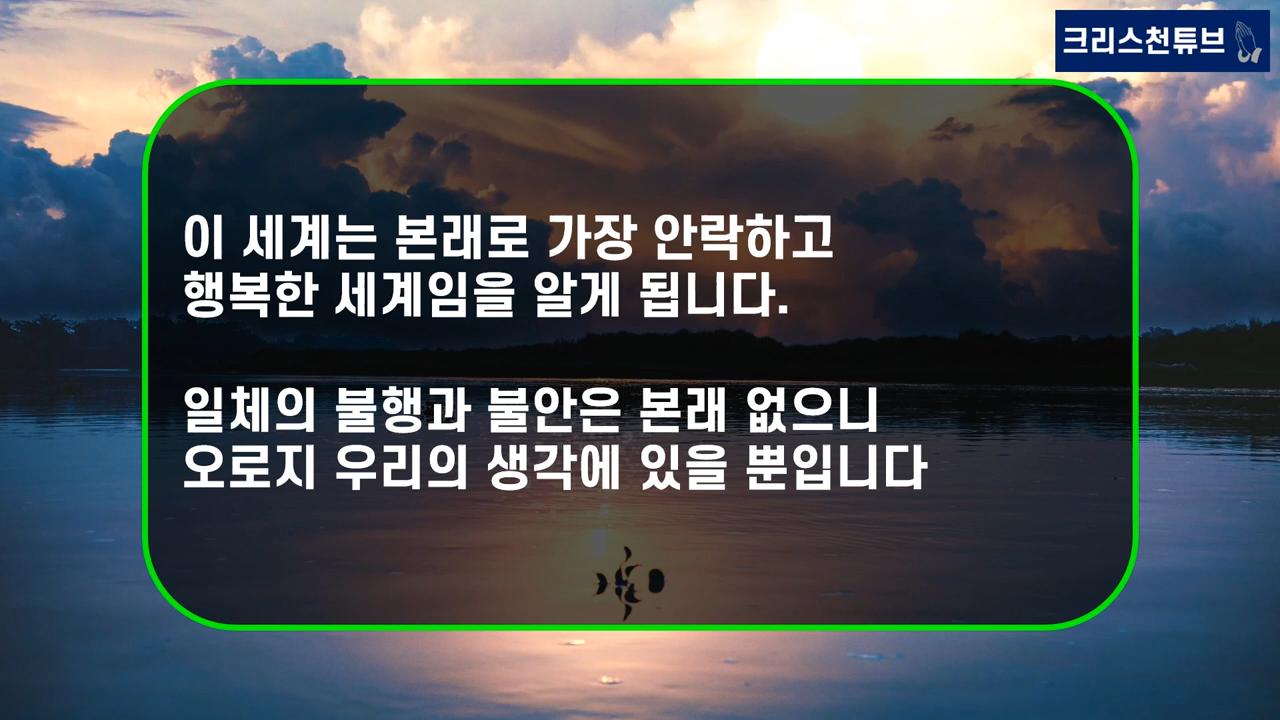 크리스천튜브
이 세계는 본래로 가장 안락하고
행복한 세계임을 알게 됩니다.
일체의 불행과 불안은 본래 없으니
오로지 우리의 생각에 있을 뿐입니다